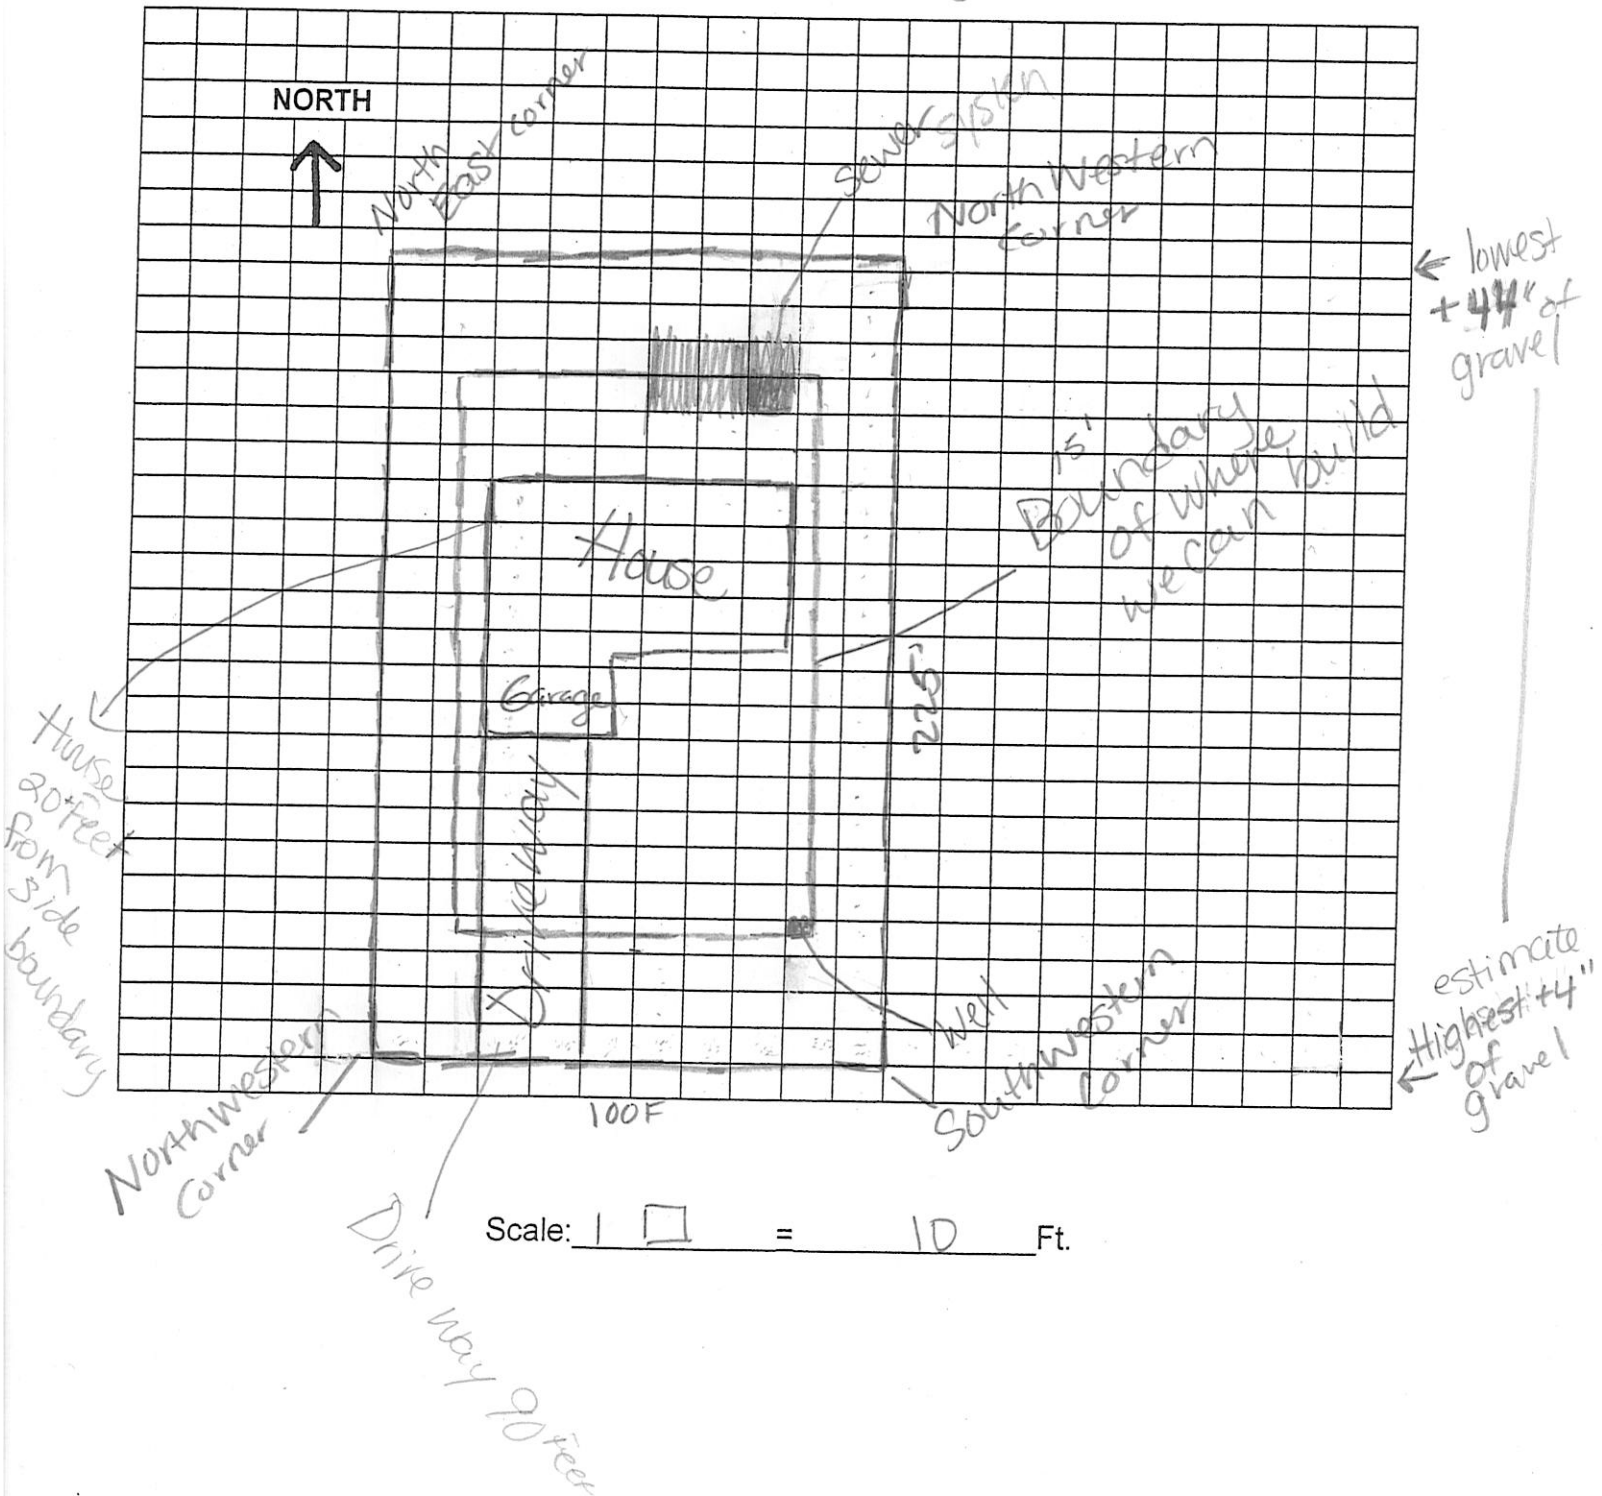 NORTH
North
East corner
sewer system
North Western
corner
← lowest
+ 44" of
gravel
15'
Boundary
of where
we can build
House
Garage
225'
House
20+Feet
from
side
boundary
Driveway
estimate
Highest +4"
of
gravel
Well
Northwestern
corner
Southwestern
corner
100F
Drive way 90 feet
Scale: 1 □ = 10 Ft.